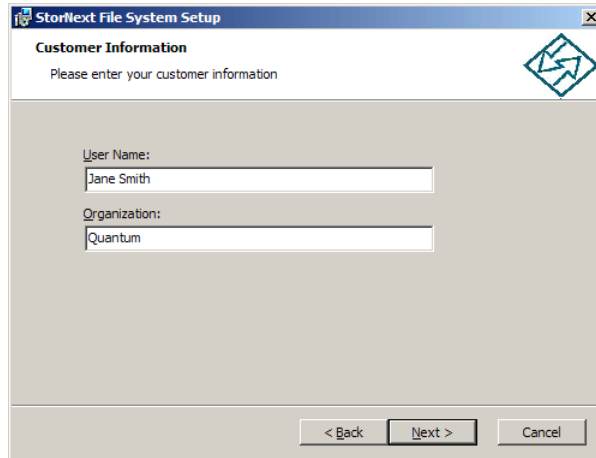 StorNext File System Setup
Customer Information
Please enter your customer information
User Name:
Jane Smith
Organization:
Quantum
< Back Next > Cancel